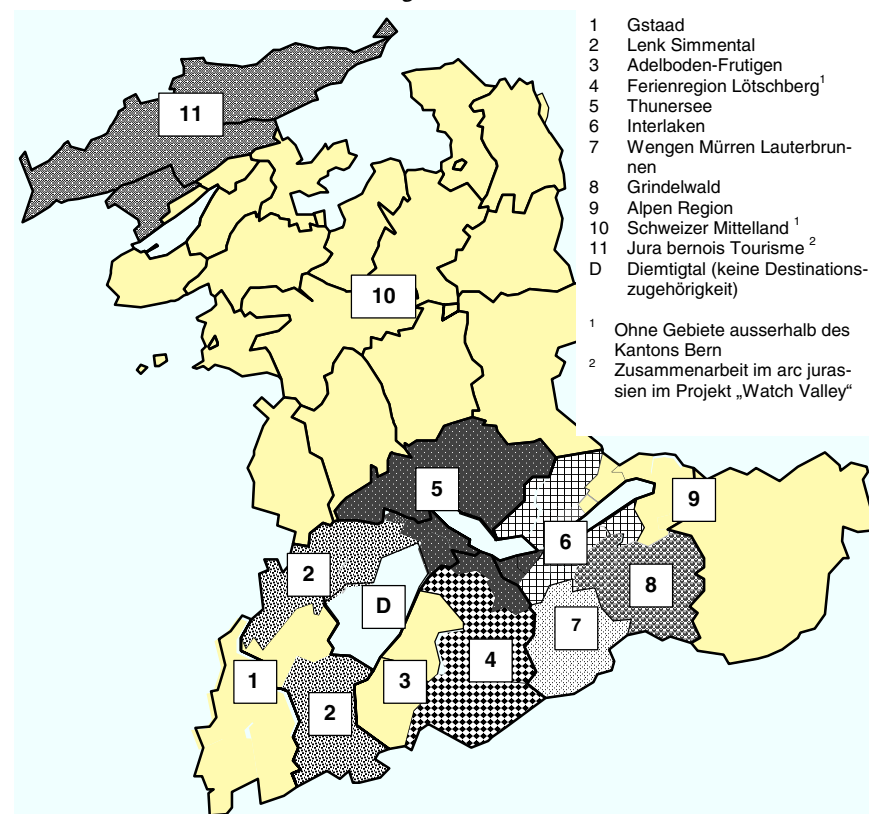 1 Gstaad
2 Lenk Simmental
3 Adelboden-Frutigen
4 Ferienregion Lötschberg¹
5 Thunersee
6 Interlaken
7 Wengen Mürren Lauterbrun-
nen
8 Grindelwald
9 Alpen Region
10 Schweizer Mittelland ¹
11 Jura bernois Tourisme ²
D Diemtigtal (keine Destinations-
zugehörigkeit)
¹ Ohne Gebiete ausserhalb des
Kantons Bern
² Zusammenarbeit im arc juras-
sien im Projekt „Watch Valley“
11
10
5
9
6
2
8
D
7
4
1
3
2